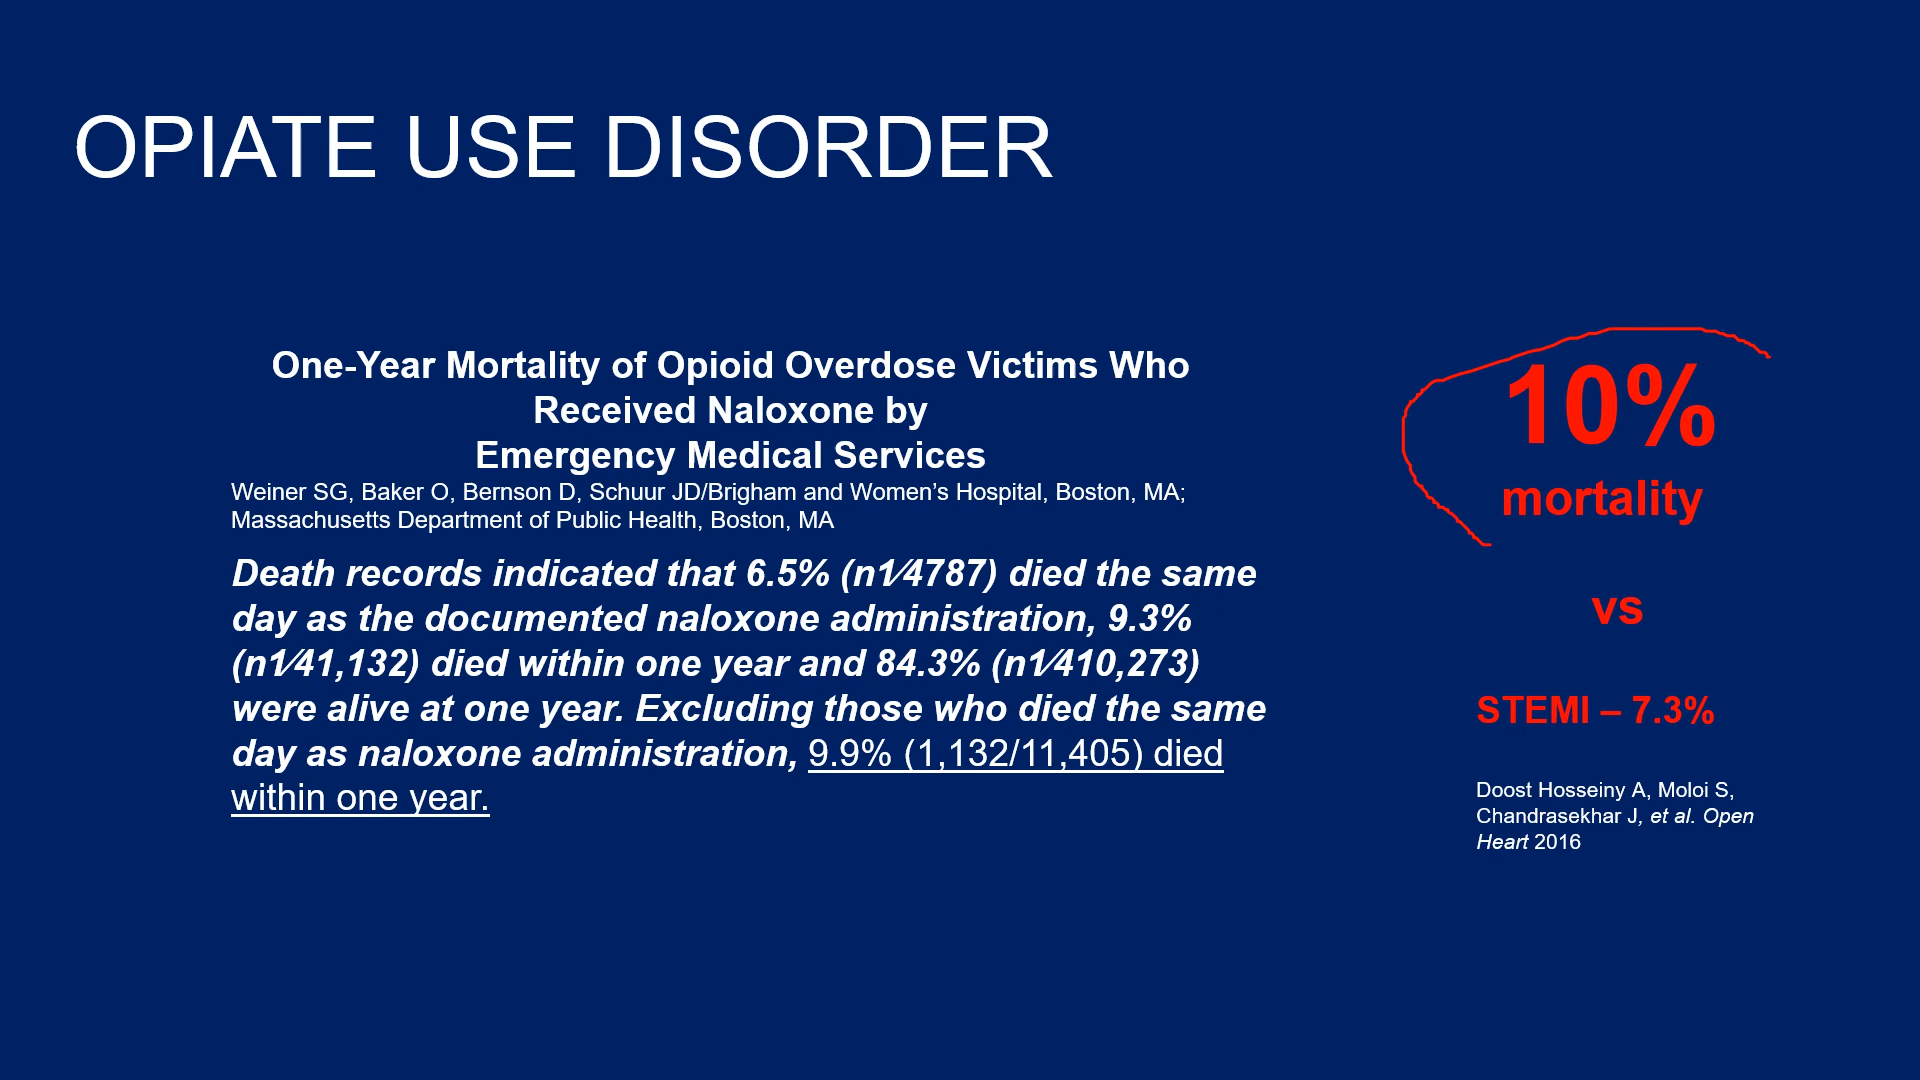 OPIATE USE DISORDER
One-Year Mortality of Opioid Overdose Victims Who
Received Naloxone by
Emergency Medical Services
Weiner SG, Baker O, Bernson D, Schuur JD/Brigham and Women’s Hospital, Boston, MA;
Massachusetts Department of Public Health, Boston, MA
Death records indicated that 6.5% (n1⁄4787) died the same
day as the documented naloxone administration, 9.3%
(n1⁄41,132) died within one year and 84.3% (n1⁄410,273)
were alive at one year. Excluding those who died the same
day as naloxone administration, 9.9% (1,132/11,405) died
within one year.
10%
mortality
vs
STEMI – 7.3%
Doost Hosseiny A, Moloi S,
Chandrasekhar J, et al. Open
Heart 2016